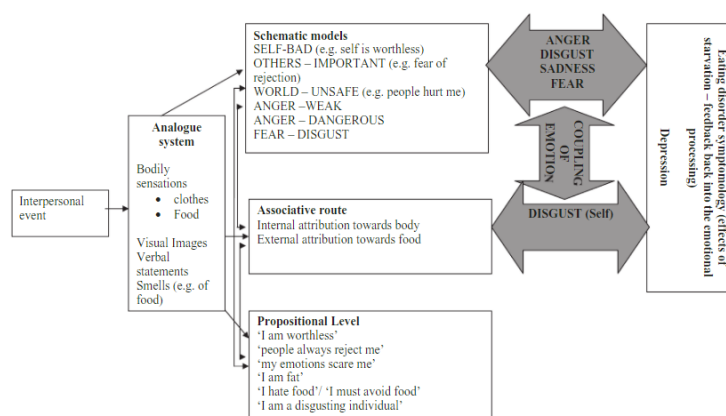 Interpersonal
event
Analogue
system
Bodily
sensations
• clothes
• Food
Visual Images
Verbal
statements
Smells (e.g. of
food)
Schematic models
SELF-BAD (e.g. self is worthless)
OTHERS – IMPORTANT (e.g. fear of
rejection)
WORLD – UNSAFE (e.g. people hurt me)
ANGER –WEAK
ANGER – DANGEROUS
FEAR – DISGUST
Associative route
Internal attribution towards body
External attribution towards food
Propositional Level
‘I am worthless’
‘people always reject me’
‘my emotions scare me’
‘I am fat’
‘I hate food’/ ‘I must avoid food’
‘I am a disgusting individual’
ANGER
DISGUST
SADNESS
FEAR
COUPLING
OF
EMOTION
DISGUST (Self)
Eating disorder symptomology (effects of
starvation – feedback back into the emotional
processing)
Depression